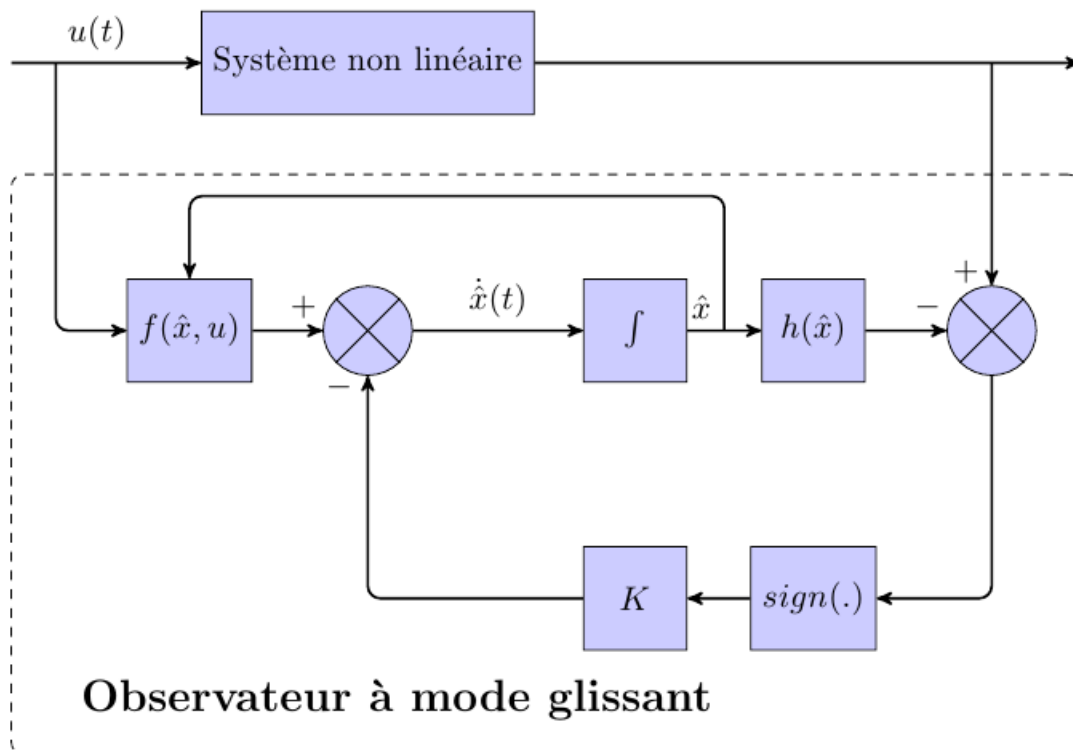 u(t)
Système non linéaire
+
f(x̂, u)
+
−
ẋ̂(t)
∫
x̂
h(x̂)
−
K
sign(.)
Observateur à mode glissant